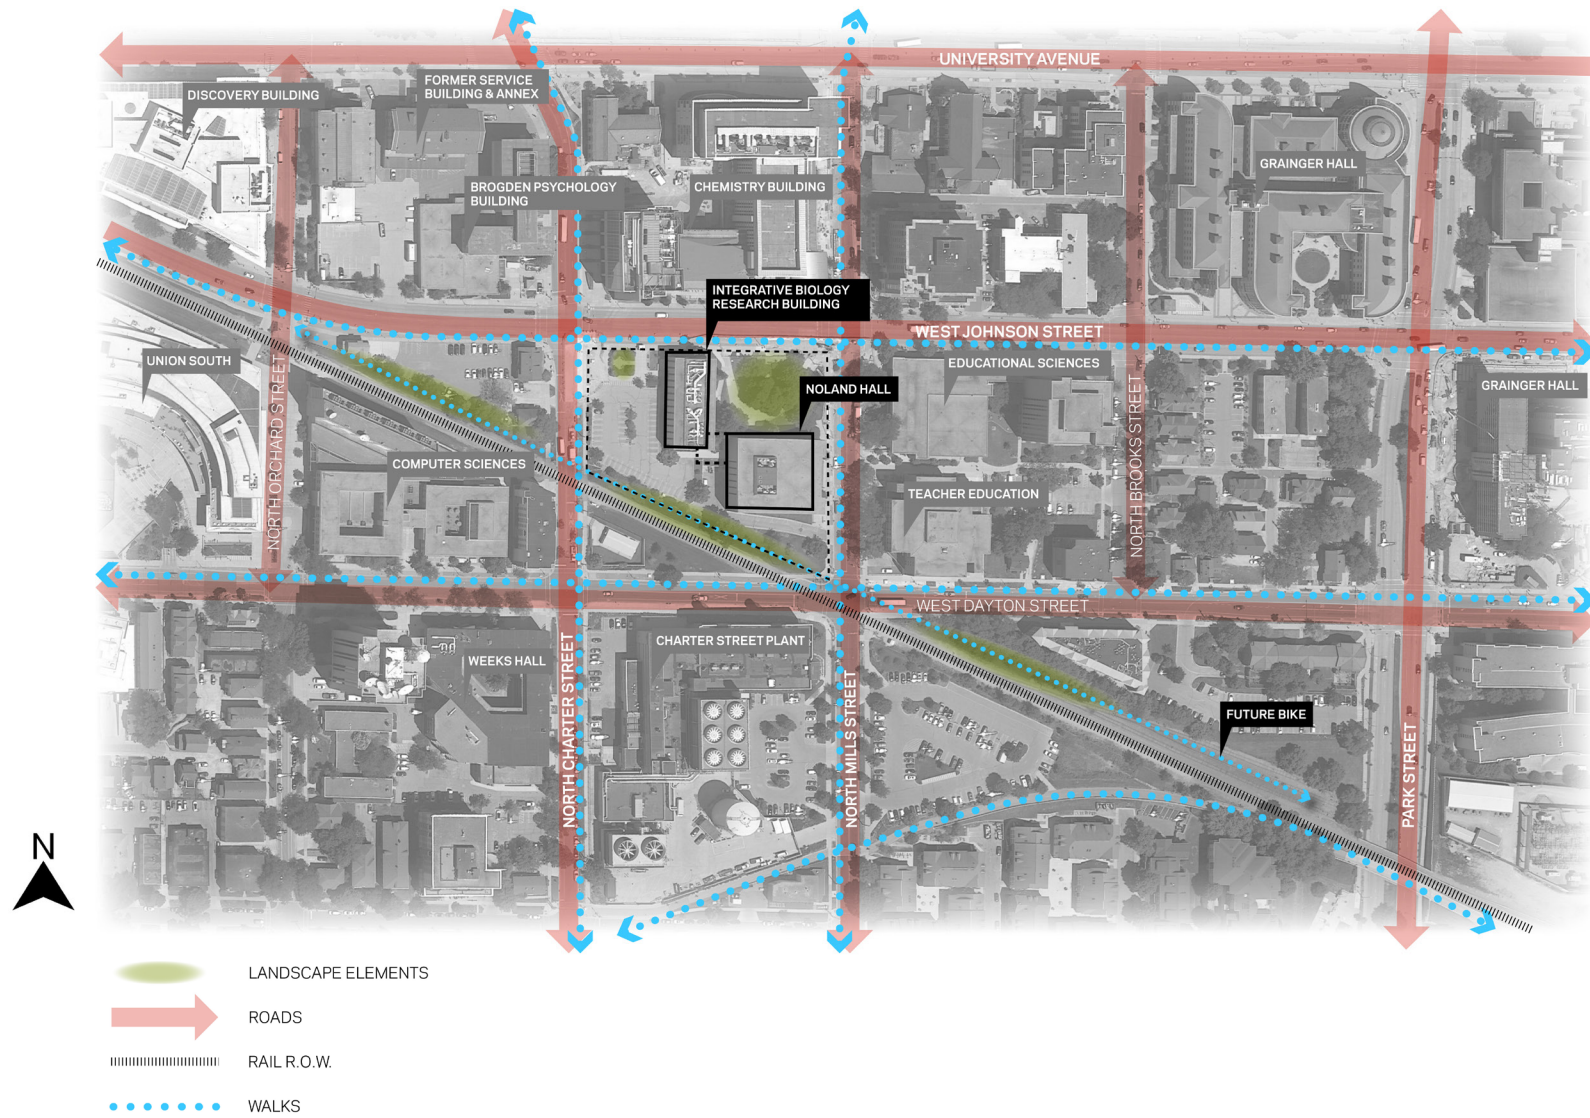 UNIVERSITY AVENUE
DISCOVERY BUILDING
FORMER SERVICE
BUILDING & ANNEX
BROGDEN PSYCHOLOGY
BUILDING
CHEMISTRY BUILDING
GRAINGER HALL
INTEGRATIVE BIOLOGY
RESEARCH BUILDING
WEST JOHNSON STREET
UNION SOUTH
NORTH ORCHARD STREET
NOLAND HALL
EDUCATIONAL SCIENCES
NORTH BROOKS STREET
GRAINGER HALL
COMPUTER SCIENCES
TEACHER EDUCATION
WEST DAYTON STREET
WEEKS HALL
NORTH CHARTER STREET
CHARTER STREET PLANT
NORTH MILLS STREET
FUTURE BIKE
PARK STREET
N
LANDSCAPE ELEMENTS
ROADS
RAIL R.O.W.
WALKS